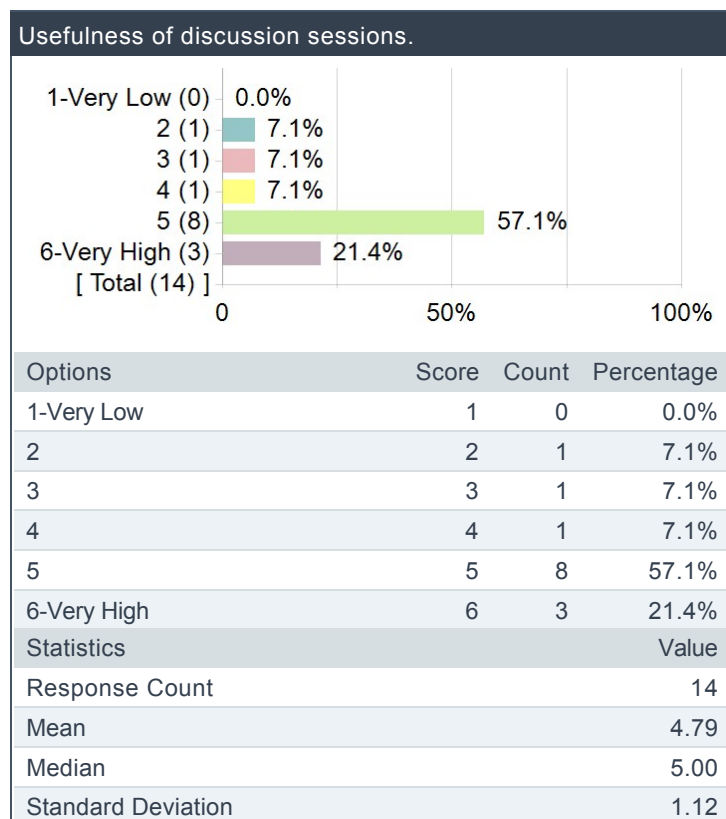 Usefulness of discussion sessions.
1-Very Low (0) 0.0%
2 (1) 7.1%
3 (1) 7.1%
4 (1) 7.1%
5 (8) 57.1%
6-Very High (3) 21.4%
[ Total (14) ]
0 50% 100%
Options Score Count Percentage
1-Very Low 1 0 0.0%
2 2 1 7.1%
3 3 1 7.1%
4 4 1 7.1%
5 5 8 57.1%
6-Very High 6 3 21.4%
Statistics Value
Response Count 14
Mean 4.79
Median 5.00
Standard Deviation 1.12